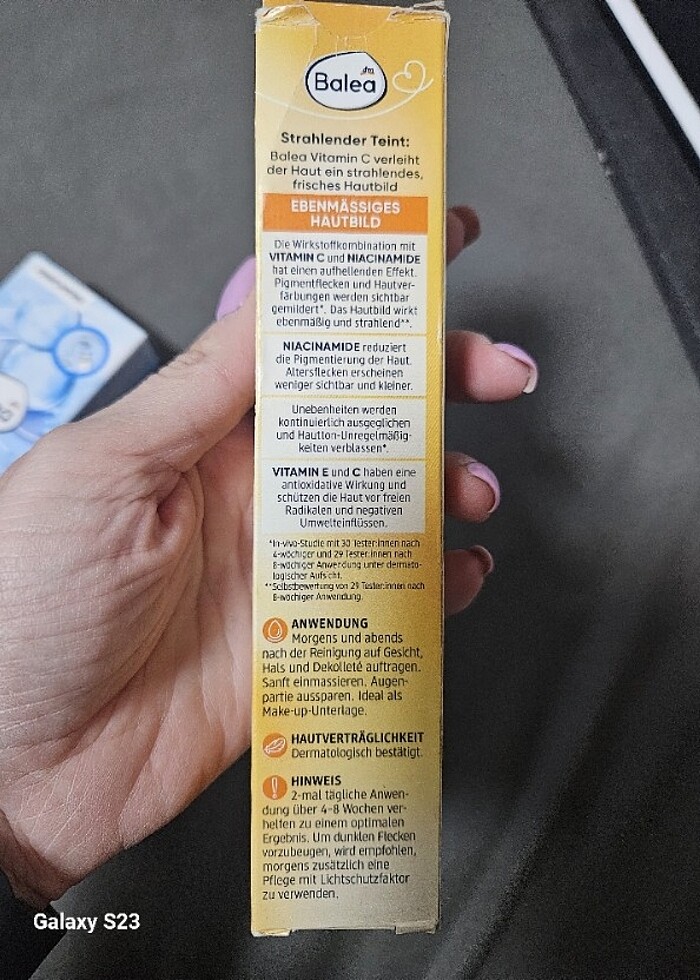 dm
Balea
Strahlender Teint:
Balea Vitamin C verleiht
der Haut ein strahlendes,
frisches Hautbild
EBENMÄSSIGES
HAUTBILD
Die Wirkstoffkombination mit
VITAMIN C und NIACINAMIDE
hat einen aufhellenden Effekt.
Pigmentflecken und Hautver-
färbungen werden sichtbar
gemildert*. Das Hautbild wirkt
ebenmäßig und strahlend**.
NIACINAMIDE reduziert
die Pigmentierung der Haut.
Altersflecken erscheinen
weniger sichtbar und kleiner.
Unebenheiten werden
kontinuierlich ausgeglichen
und Hautton-Unregelmäßig-
keiten verblassen*.
VITAMIN E und C haben eine
antioxidative Wirkung und
schützen die Haut vor freien
Radikalen und negativen
Umwelteinflüssen.
*In-vivo-Studie mit 30 Tester:innen nach
4-wöchiger und 29 Tester:innen nach
8-wöchiger Anwendung unter dermato-
logischer Aufsicht.
**Selbstbewertung von 29 Tester:innen nach
8-wöchiger Anwendung.
ANWENDUNG
Morgens und abends
nach der Reinigung auf Gesicht,
Hals und Dekolleté auftragen.
Sanft einmassieren. Augen-
partie aussparen. Ideal als
Make-up-Unterlage.
HAUTVERTRÄGLICHKEIT
Dermatologisch bestätigt.
HINWEIS
2-mal tägliche Anwen-
dung über 4-8 Wochen ver-
helfen zu einem optimalen
Ergebnis. Um dunklen Flecken
vorzubeugen, wird empfohlen,
morgens zusätzlich eine
Pflege mit Lichtschutzfaktor
zu verwenden.
Galaxy S23